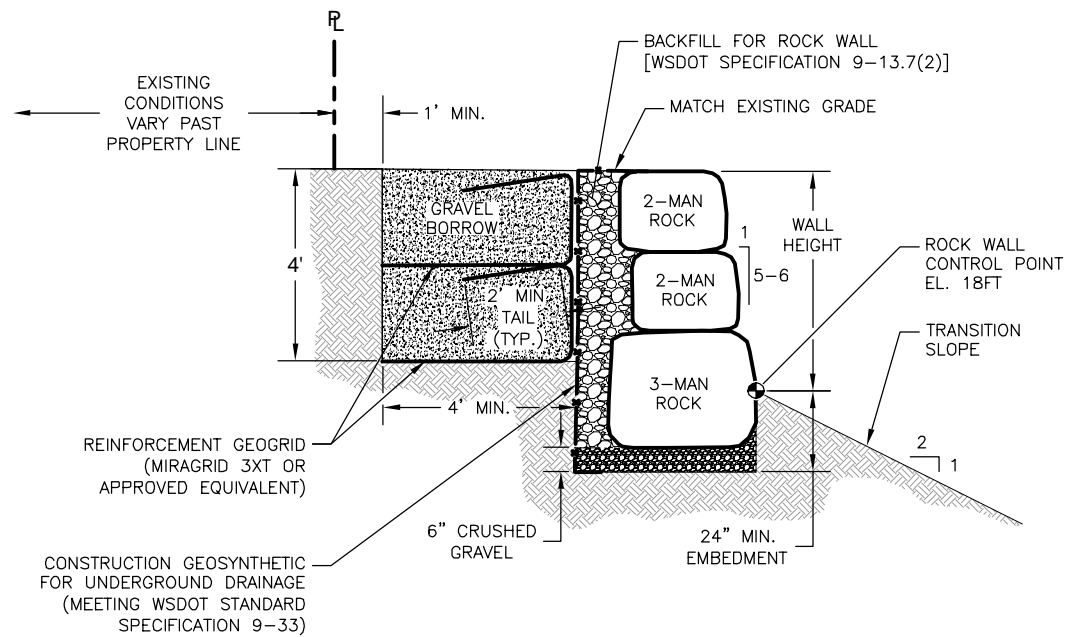 PL
EXISTING
CONDITIONS
VARY PAST
PROPERTY LINE
1' MIN.
BACKFILL FOR ROCK WALL
[WSDOT SPECIFICATION 9-13.7(2)]
MATCH EXISTING GRADE
GRAVEL
BORROW
4'
2' MIN
TAIL
(TYP.)
2-MAN
ROCK
2-MAN
ROCK
3-MAN
ROCK
1
5-6
WALL
HEIGHT
ROCK WALL
CONTROL POINT
EL. 18FT
TRANSITION
SLOPE
2
1
4' MIN.
REINFORCEMENT GEOGRID
(MIRAGRID 3XT OR
APPROVED EQUIVALENT)
6" CRUSHED
GRAVEL
24" MIN.
EMBEDMENT
CONSTRUCTION GEOSYNTHETIC
FOR UNDERGROUND DRAINAGE
(MEETING WSDOT STANDARD
SPECIFICATION 9-33)